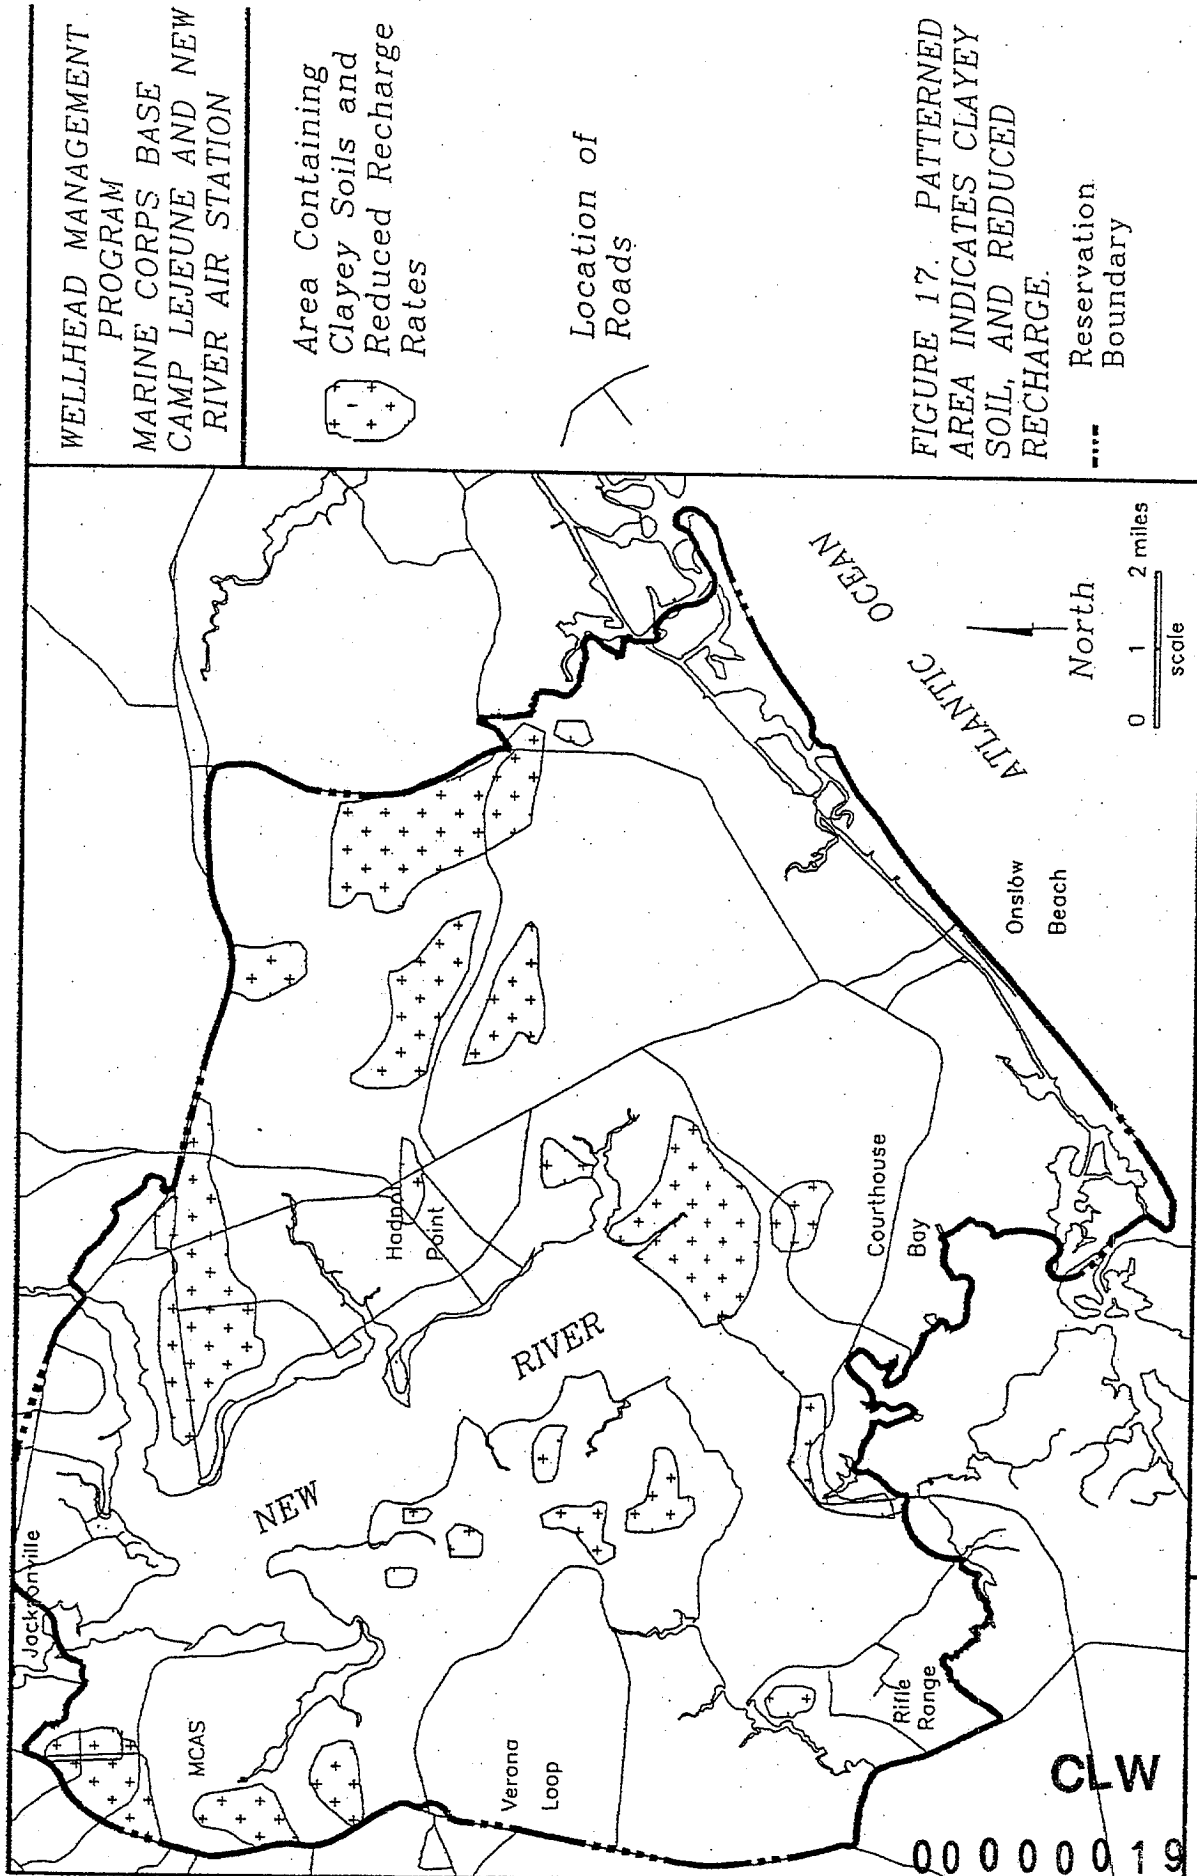 WELLHEAD MANAGEMENT
PROGRAM
MARINE CORPS BASE
CAMP LEJEUNE AND NEW
RIVER AIR STATION
Area Containing
Clayey Soils and
Reduced Recharge
Rates
Location of
Roads
FIGURE 17. PATTERNED
AREA INDICATES CLAYEY
SOIL, AND REDUCED
RECHARGE.
Reservation
Boundary
Jacksonville
MCAS
Verona
Loop
Rifle
Range
NEW
RIVER
Hadnot
Point
Courthouse
Bay
Onslow
Beach
ATLANTIC
OCEAN
North
0 1 2 miles
scale
CLW
0000000019